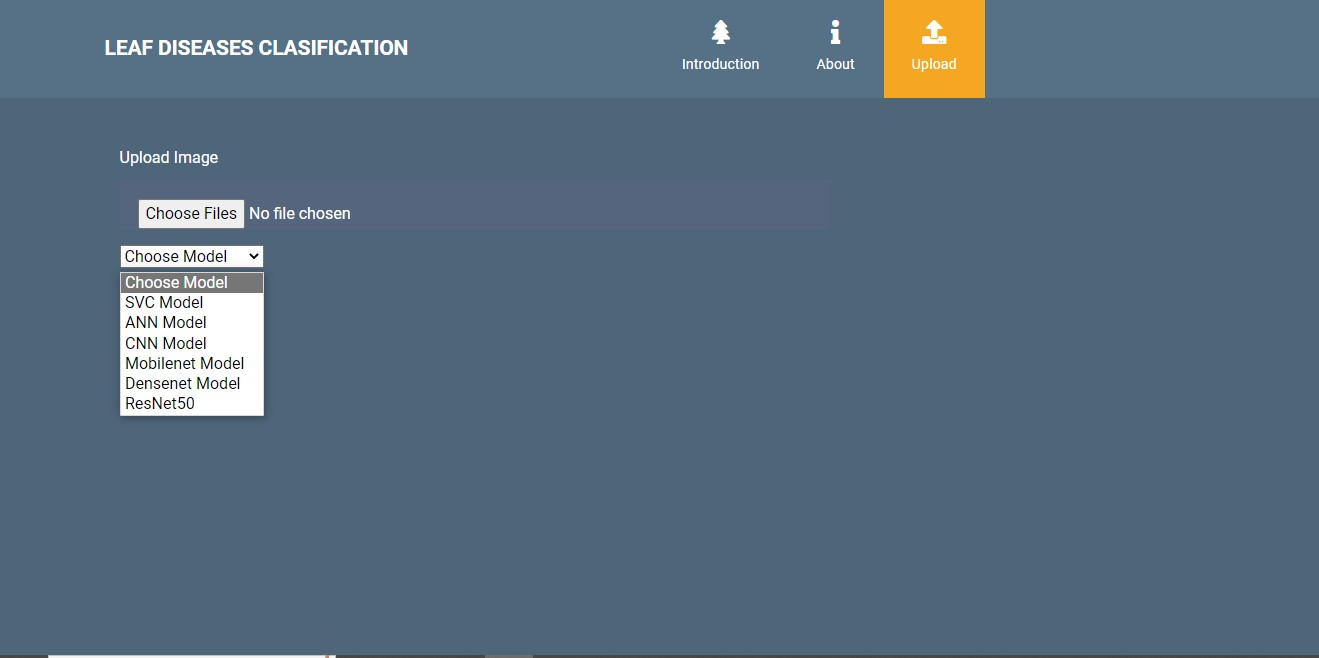 LEAF DISEASES CLASIFICATION
Introduction
About
Upload
Upload Image
Choose Files No file chosen
Choose Model
Choose Model
SVC Model
ANN Model
CNN Model
Mobilenet Model
Densenet Model
ResNet50